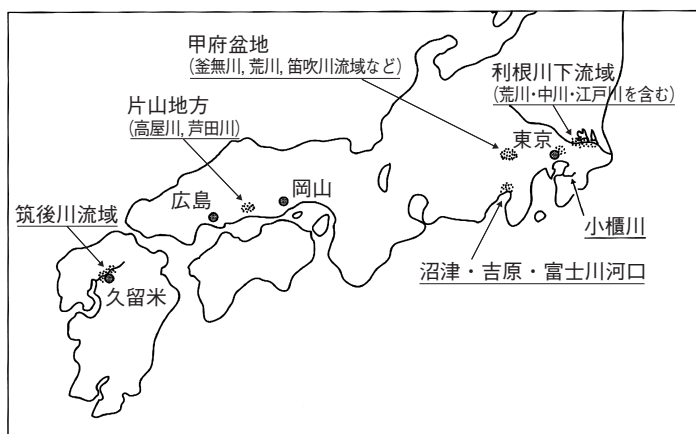 甲府盆地
(釜無川, 荒川, 笛吹川流域など)
利根川下流域
(荒川・中川・江戸川を含む)
片山地方
(高屋川, 芦田川)
東京
岡山
広島
筑後川流域
小櫃川
沼津・吉原・富士川河口
久留米